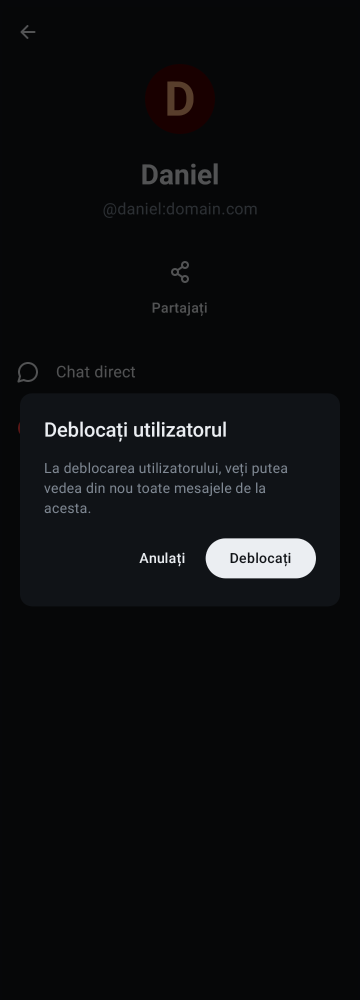 D
Daniel
@daniel:domain.com
Partajați
Chat direct
Deblocați utilizatorul
La deblocarea utilizatorului, veți putea
vedea din nou toate mesajele de la
acesta.
Anulați
Deblocați